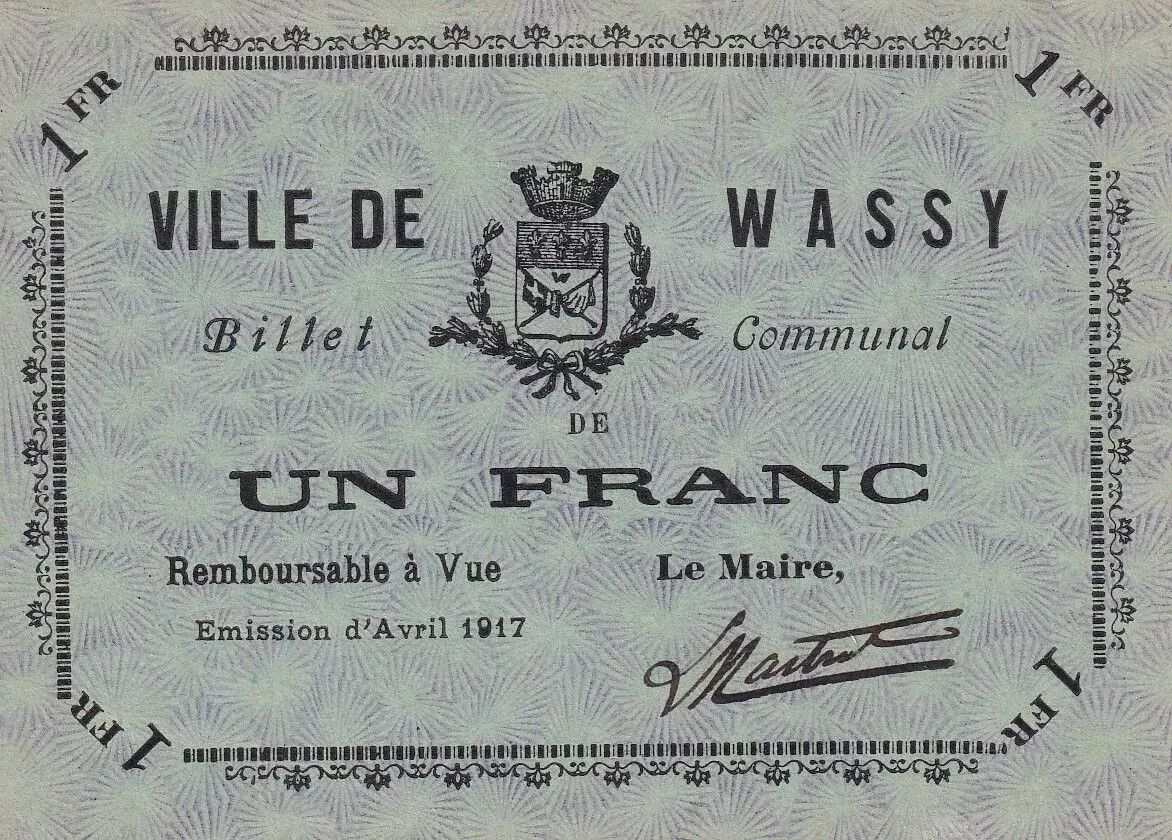 1 FR
1 FR
VILLE DE WASSY
W
Billet Communal
DE
UN FRANC
Remboursable à Vue
Le Maire,
Emission d'Avril 1917
1 FR
1 FR